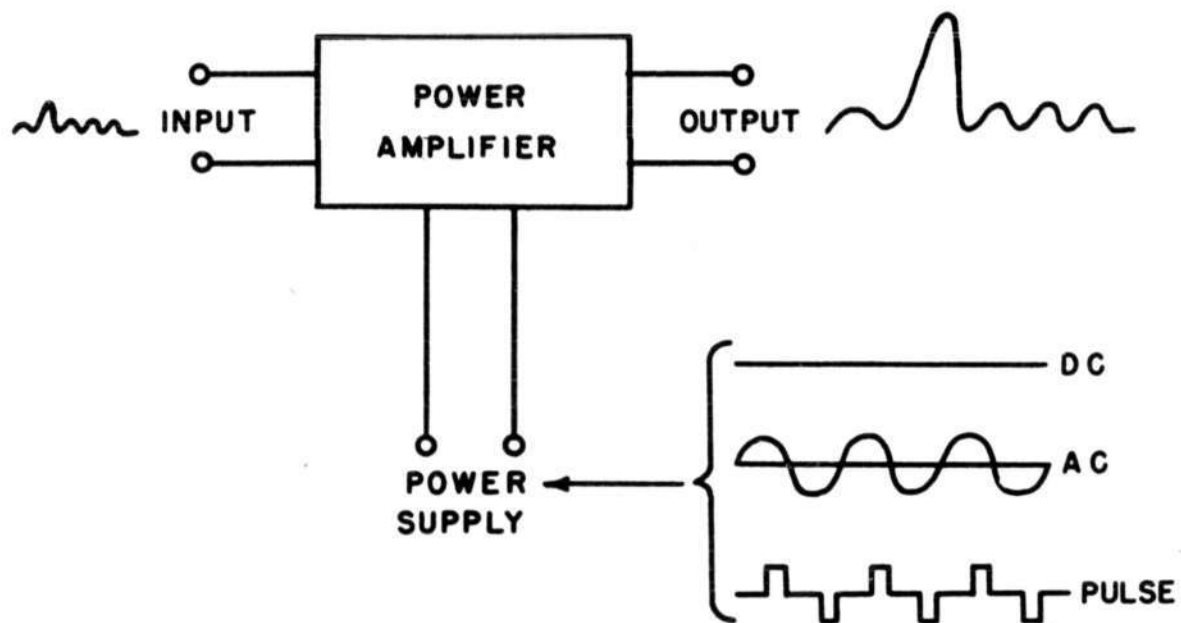 POWER
AMPLIFIER
INPUT
OUTPUT
POWER
SUPPLY
DC
AC
PULSE